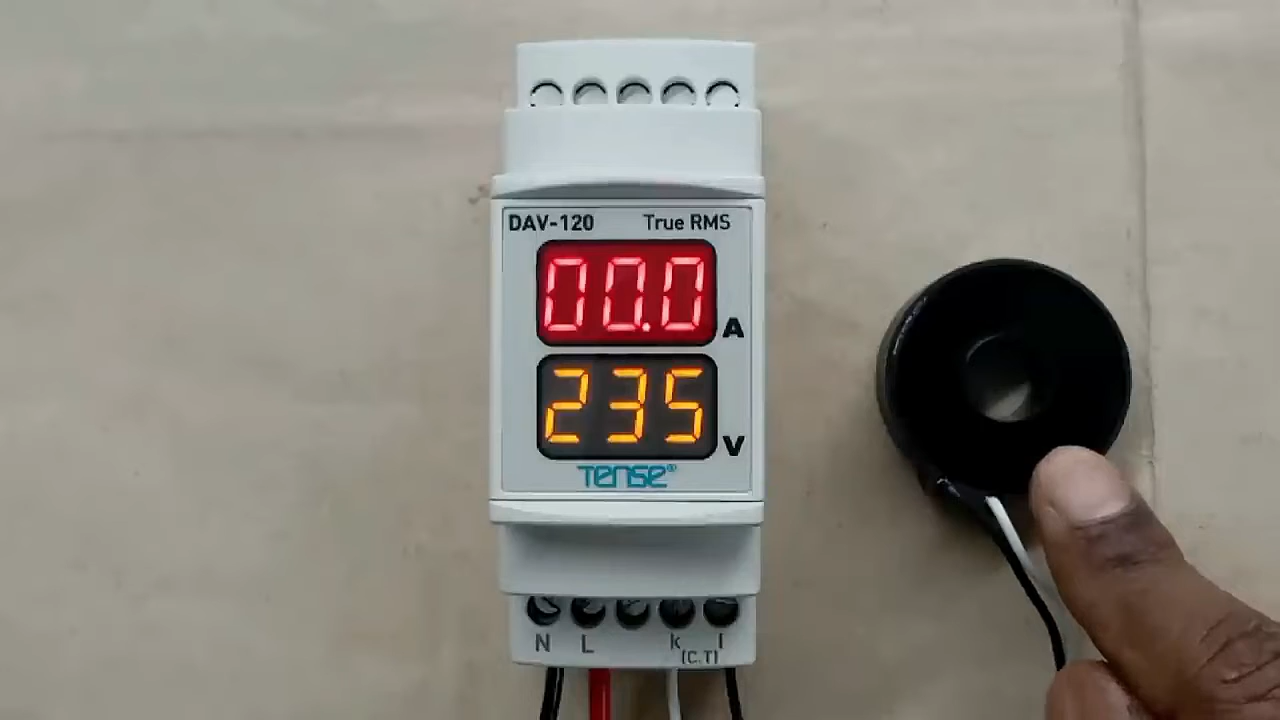 DAV-120 True RMS
00.0 A
235 V
TENSE®
N L k l
(C.T)